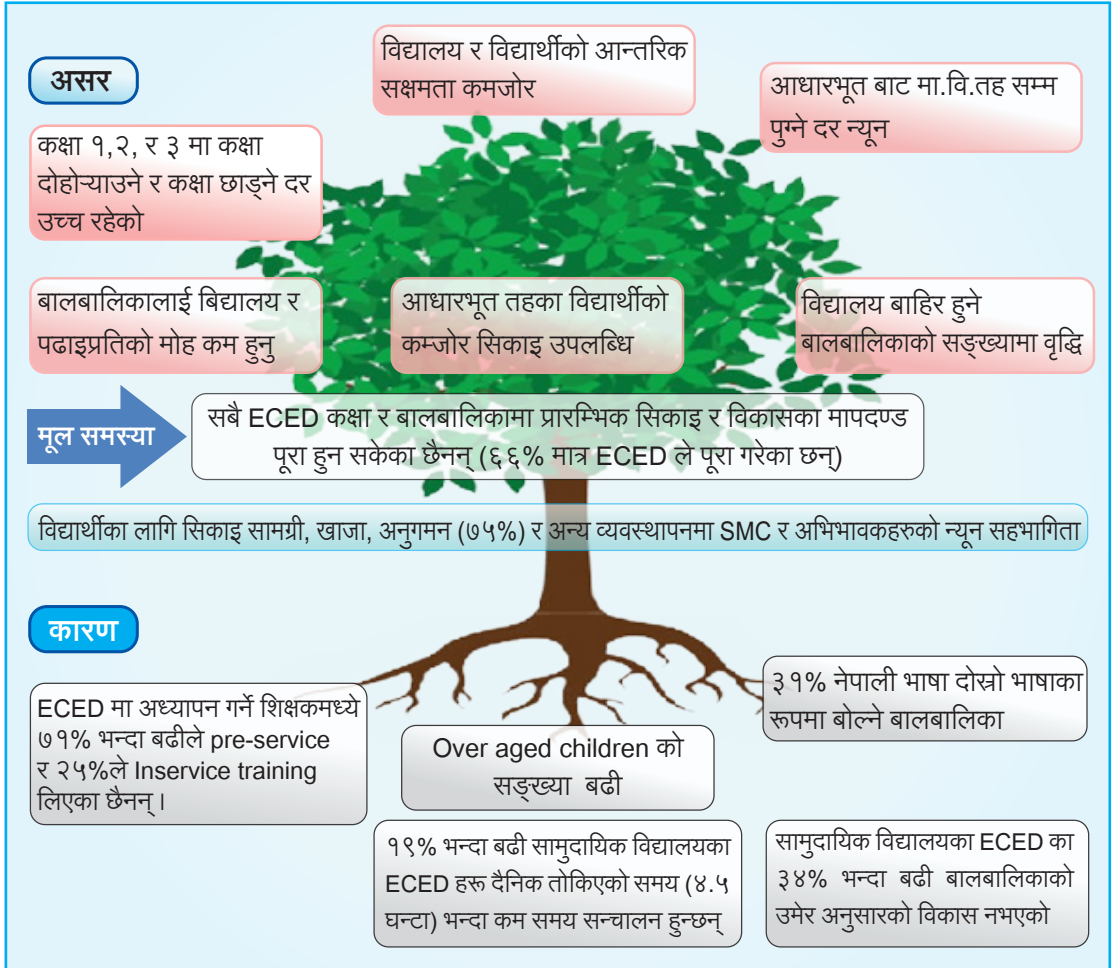 असर
विद्यालय र विद्यार्थीको आन्तरिक
सक्षमता कमजोर
आधारभूत बाट मा.वि.तह सम्म
पुग्ने दर न्यून
कक्षा १,२, र ३ मा कक्षा
दोहोऱ्याउने र कक्षा छाड्ने दर
उच्च रहेको
बालबालिकालाई बिद्यालय र
पढाइप्रतिको मोह कम हुनु
आधारभूत तहका विद्यार्थीको
कम्जोर सिकाइ उपलब्धि
विद्यालय बाहिर हुने
बालबालिकाको सङ्ख्यामा वृद्धि
मूल समस्या
सबै ECED कक्षा र बालबालिकामा प्रारम्भिक सिकाइ र विकासका मापदण्ड
पूरा हुन सकेका छैनन् (६६% मात्र ECED ले पूरा गरेका छन्)
विद्यार्थीका लागि सिकाइ सामग्री, खाजा, अनुगमन (७५%) र अन्य व्यवस्थापनमा SMC र अभिभावकहरुको न्यून सहभागिता
कारण
ECED मा अध्यापन गर्ने शिक्षकमध्ये
७१% भन्दा बढीले pre-service
र २५%ले Inservice training
लिएका छैनन् ।
Over aged children को
सङ्ख्या बढी
३१% नेपाली भाषा दोस्रो भाषाका
रूपमा बोल्ने बालबालिका
१९% भन्दा बढी सामुदायिक विद्यालयका
ECED हरू दैनिक तोकिएको समय (४.५
घन्टा) भन्दा कम समय सन्चालन हुन्छन्
सामुदायिक विद्यालयका ECED का
३४% भन्दा बढी बालबालिकाको
उमेर अनुसारको विकास नभएको